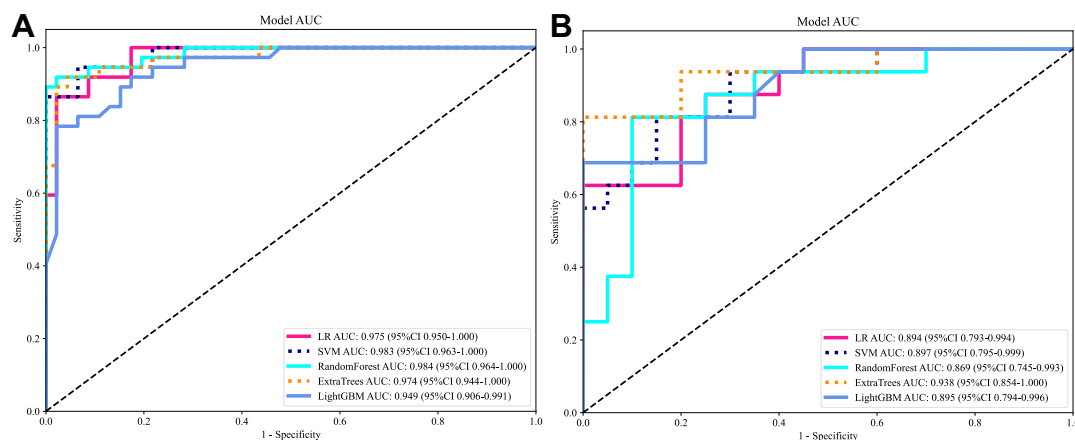 A
Model AUC
1.0
0.8
0.6
0.4
0.2
0.0
Sensitivity
LR AUC: 0.975 (95%CI 0.950-1.000)
SVM AUC: 0.983 (95%CI 0.963-1.000)
RandomForest AUC: 0.984 (95%CI 0.964-1.000)
ExtraTrees AUC: 0.974 (95%CI 0.944-1.000)
LightGBM AUC: 0.949 (95%CI 0.906-0.991)
0.0 0.2 0.4 0.6 0.8 1.0
1 - Specificity
B
Model AUC
1.0
0.8
0.6
0.4
0.2
0.0
Sensitivity
LR AUC: 0.894 (95%CI 0.793-0.994)
SVM AUC: 0.897 (95%CI 0.795-0.999)
RandomForest AUC: 0.869 (95%CI 0.745-0.993)
ExtraTrees AUC: 0.938 (95%CI 0.854-1.000)
LightGBM AUC: 0.895 (95%CI 0.794-0.996)
0.0 0.2 0.4 0.6 0.8 1.0
1 - Specificity